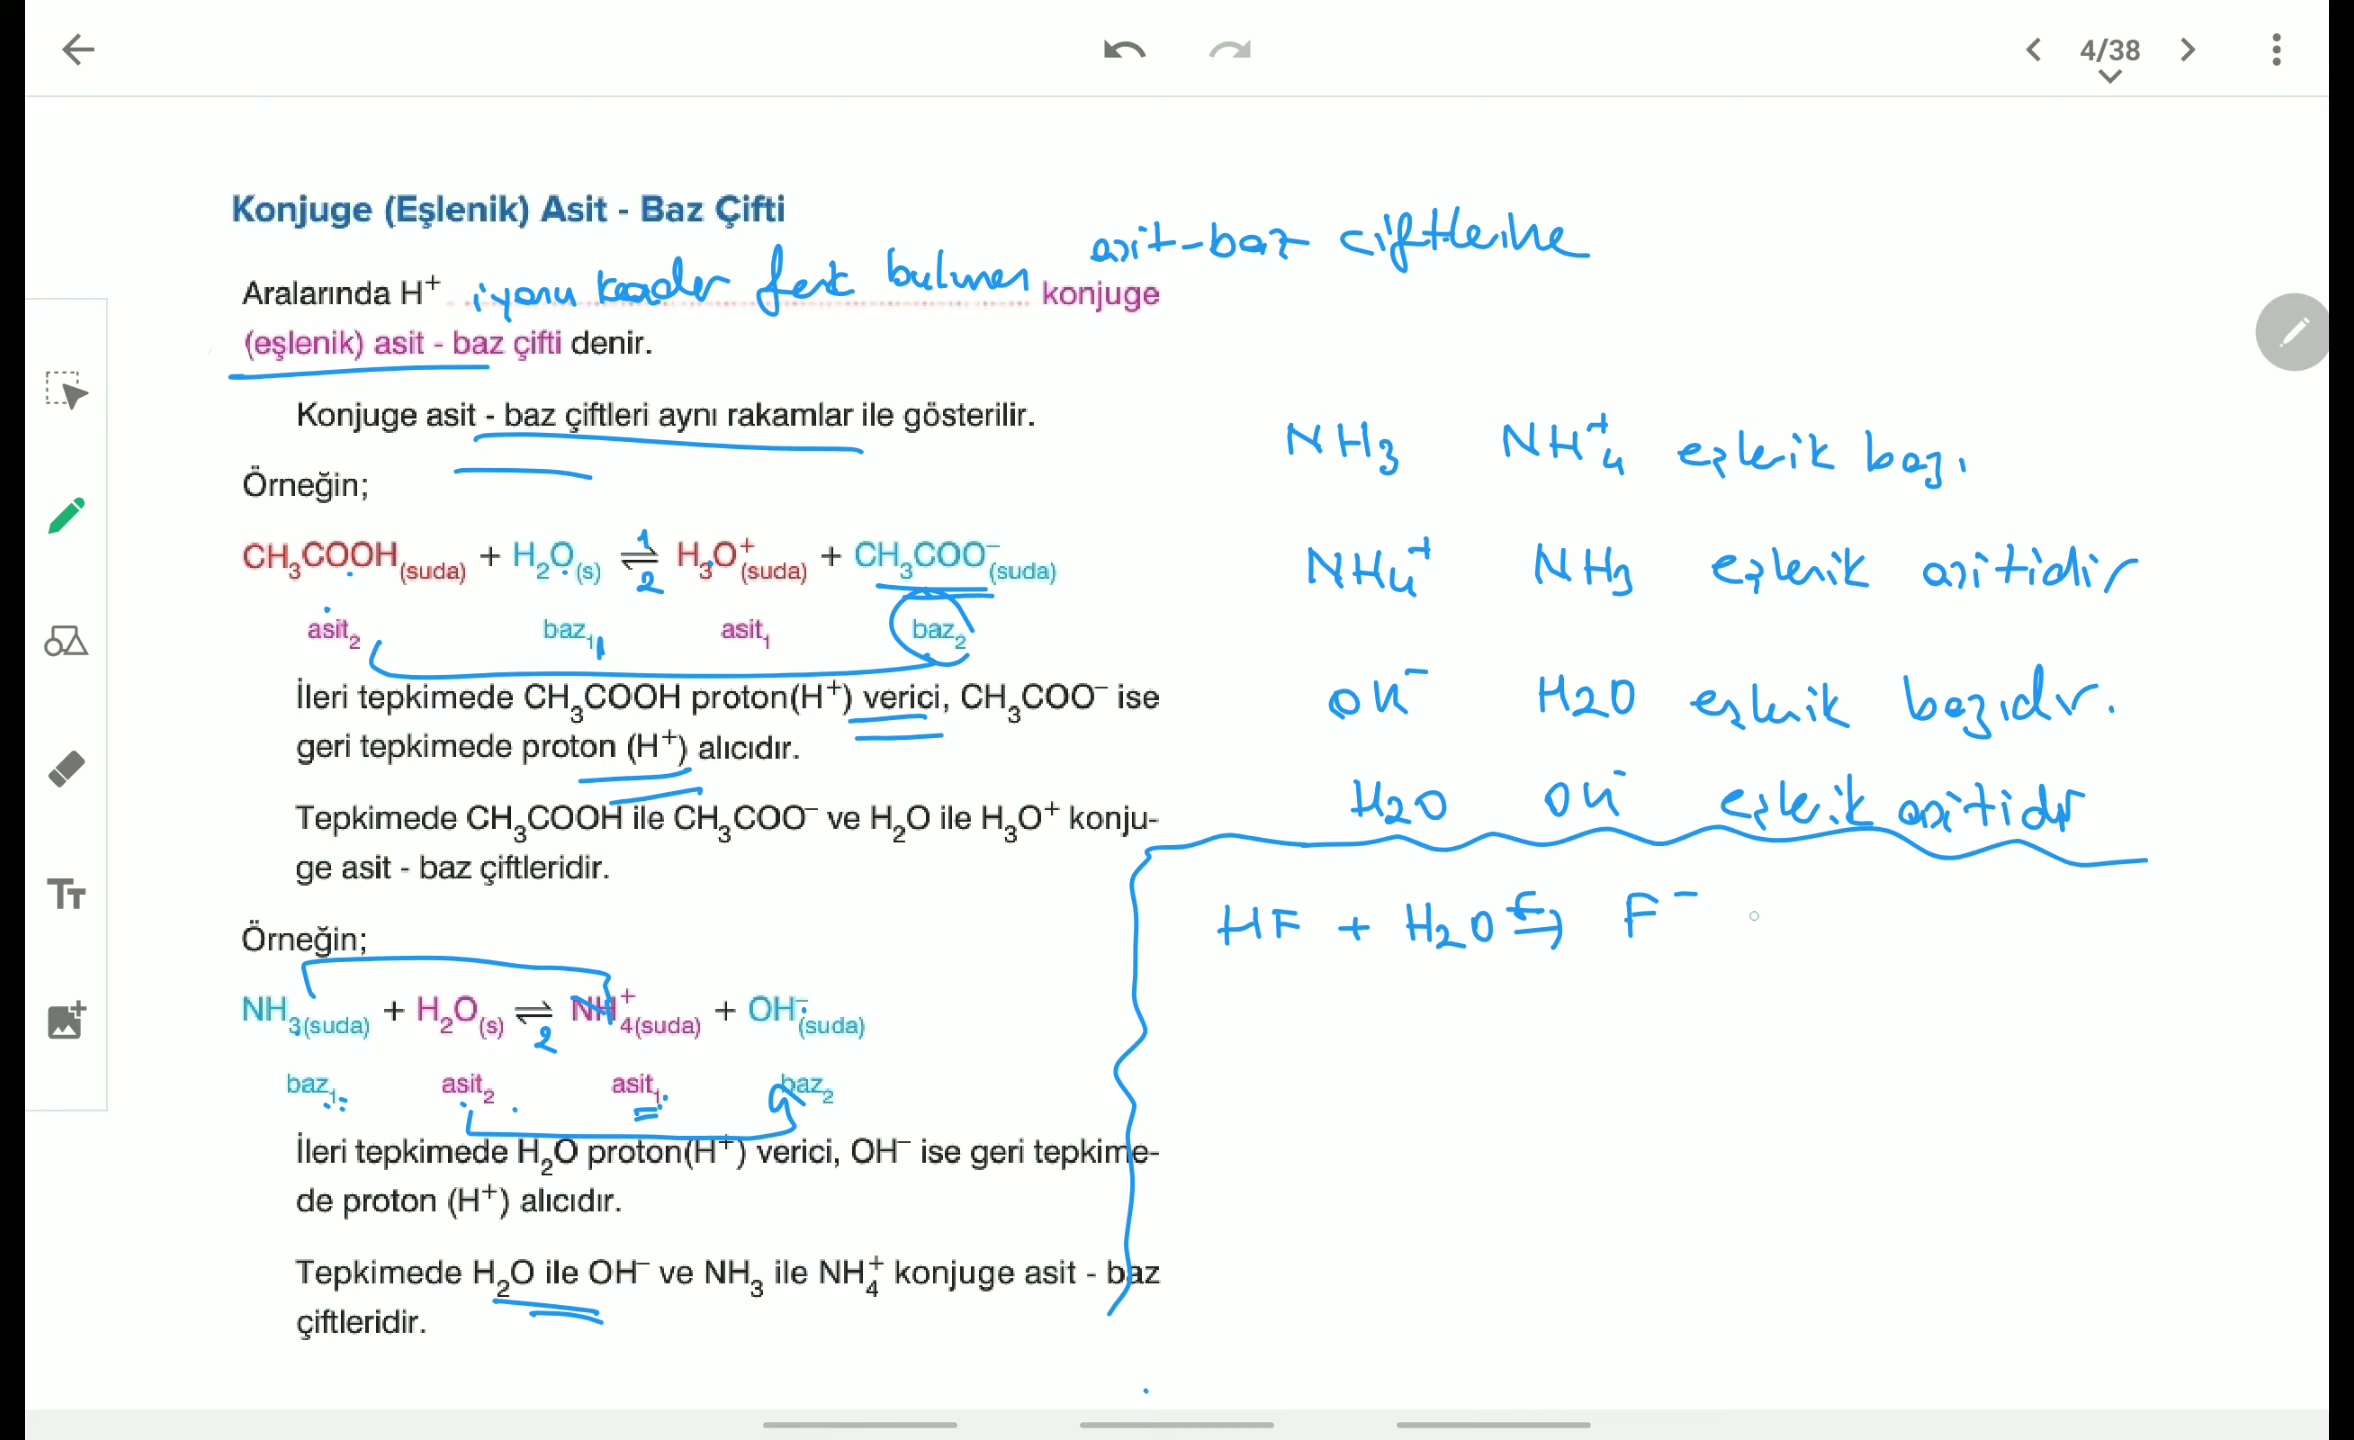 4/38
Konjuge (Eşlenik) Asit - Baz Çifti
asit-baz çiftlerine
Aralarında H⁺ iyonu kadar fark bulunan konjuge
(eşlenik) asit - baz çifti denir.
Konjuge asit - baz çiftleri aynı rakamlar ile gösterilir.
Örneğin;
CH₃COOH(suda) + H₂O(s) ⇌ H₃O⁺(suda) + CH₃COO⁻(suda)
1
2
asit₂ baz₁ asit₁ baz₂
İleri tepkimede CH₃COOH proton(H⁺) verici, CH₃COO⁻ ise
geri tepkimede proton (H⁺) alıcıdır.
Tepkimede CH₃COOH ile CH₃COO⁻ ve H₂O ile H₃O⁺ konju-
ge asit - baz çiftleridir.
Örneğin;
NH₃(suda) + H₂O(s) ⇌ NH₄⁺(suda) + OH⁻(suda)
2
baz₁ asit₂ asit₁ baz₂
İleri tepkimede H₂O proton(H⁺) verici, OH⁻ ise geri tepkime-
de proton (H⁺) alıcıdır.
Tepkimede H₂O ile OH⁻ ve NH₃ ile NH₄⁺ konjuge asit - baz
çiftleridir.
NH₃ NH₄⁺ eşlenik bazı
NH₄⁺ NH₃ eşlenik asitidir
OH⁻ H₂O eşlenik bazıdır.
H₂O OH⁻ eşlenik asitidir
HF + H₂O ⇌ F⁻
Tт